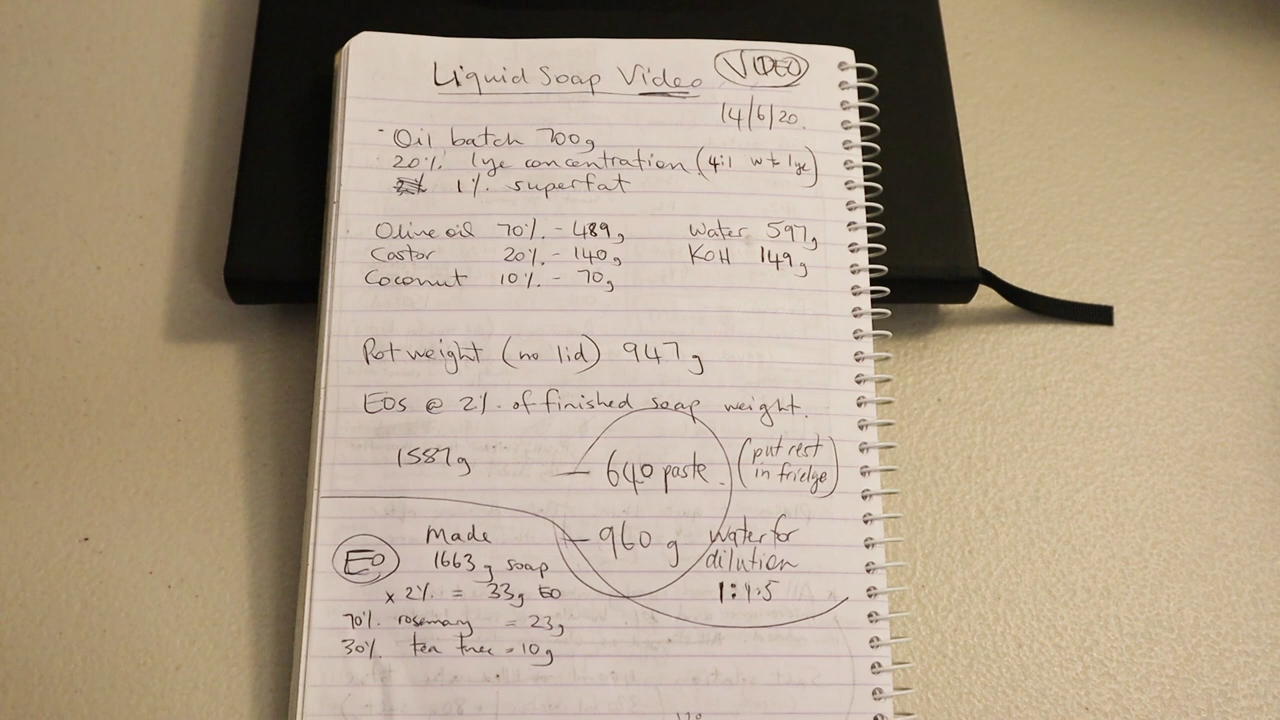 Liquid Soap Video
VIDEO
14/6/20.
Oil batch 700g
20% lye concentration (4:1 w to lye)
1% superfat
Olive oil 70% - 489g Water 597g
Castor 20% - 140g KOH 149g
Coconut 10% - 70g
Pot weight (no lid) 947g
EOs @ 2% of finished soap weight.
1587g — 640 paste. (put rest in fridge)
— 960g water for dilution
1:1.5
EO
Made
1663g soap
x 2% = 33g EO
70% rosemary = 23g
30% tea tree = 10g